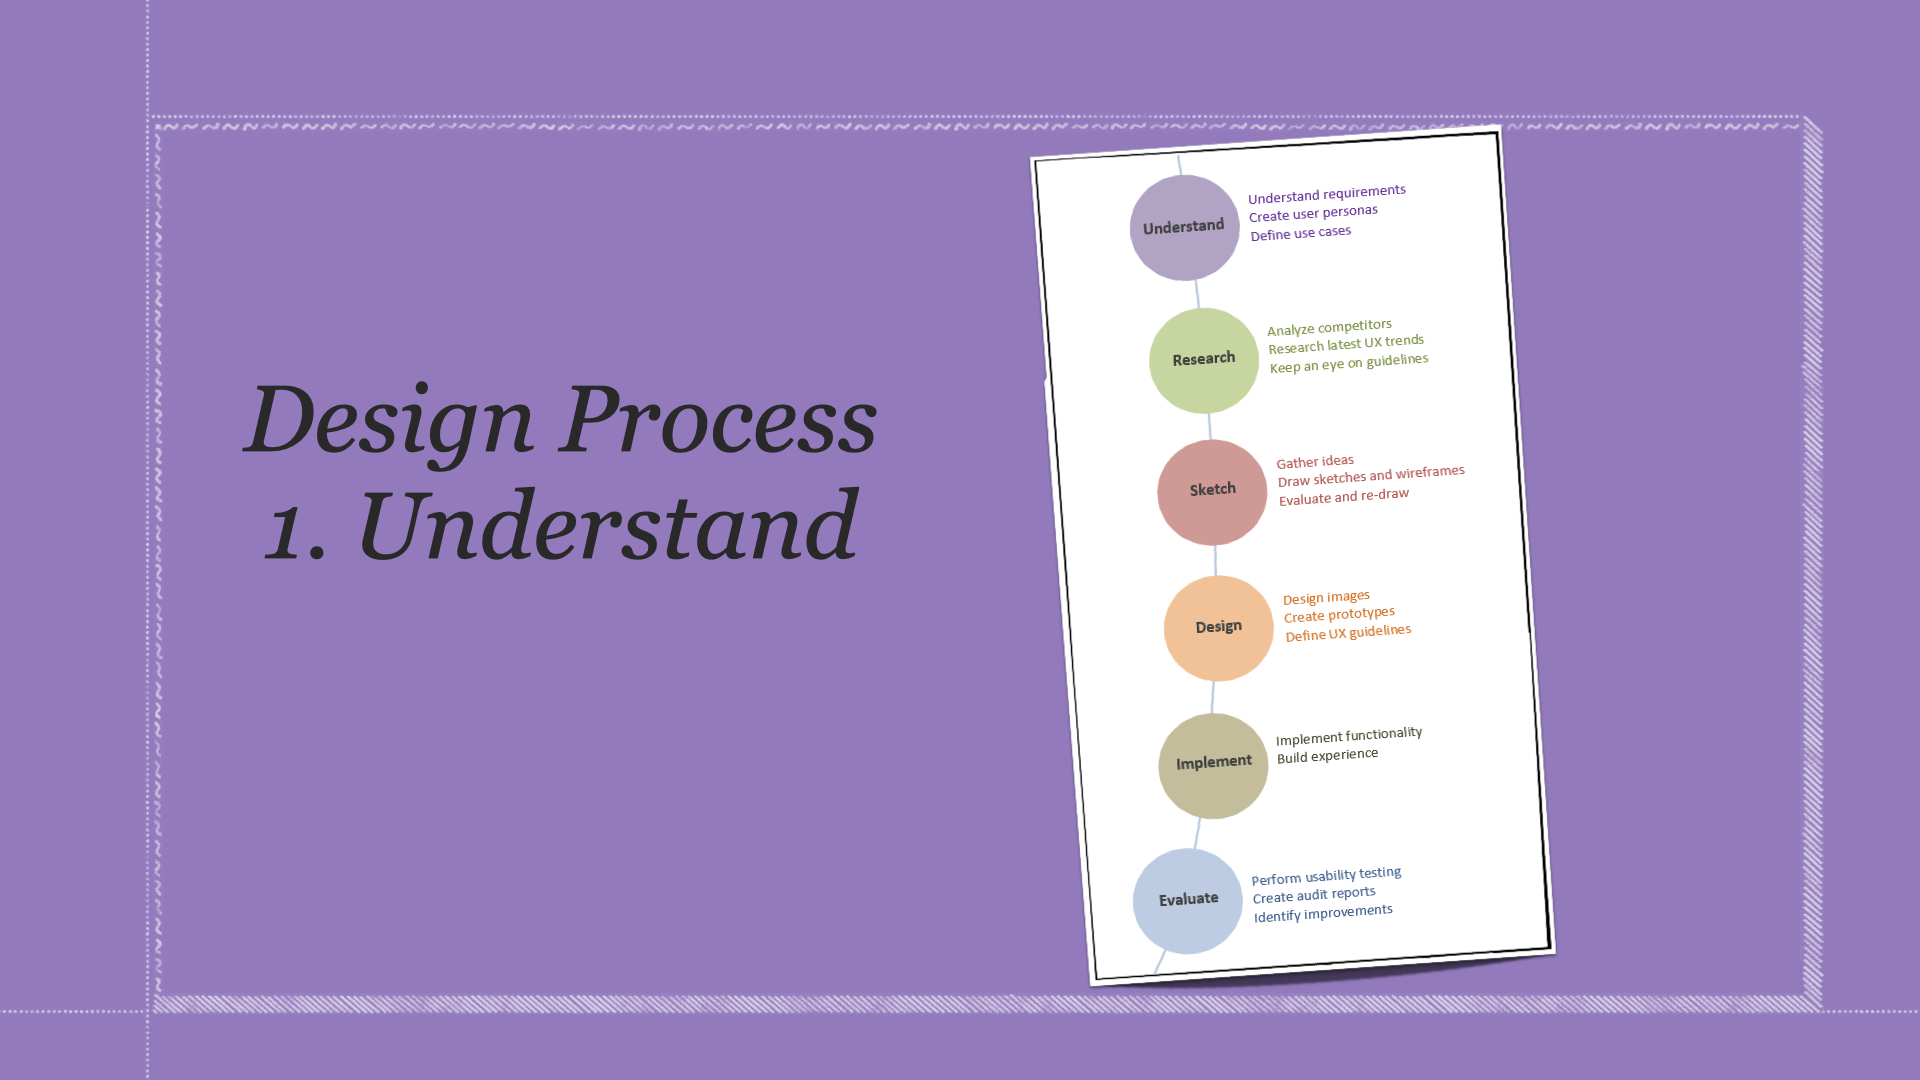 Design Process
1. Understand
Understand
Understand requirements
Create user personas
Define use cases
Research
Analyze competitors
Research latest UX trends
Keep an eye on guidelines
Sketch
Gather ideas
Draw sketches and wireframes
Evaluate and re-draw
Design
Design images
Create prototypes
Define UX guidelines
Implement
Implement functionality
Build experience
Evaluate
Perform usability testing
Create audit reports
Identify improvements